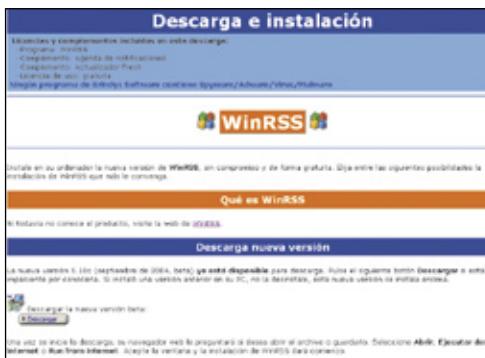 Descarga e instalación
Licencias y complementos incluidos en esta descarga:
Programa: WinRSS
Complemento: Agenda de notificaciones
Complemento: Actualizador Fresh
Licencia de uso: gratuita
Ningún programa de Software contiene Spyware/Adware/Virus/Malware
WinRSS
Instale en su ordenador la nueva versión de WinRSS, sin compromiso y de forma gratuita. Elija entre las siguientes posibilidades la
instalación de WinRSS que más le convenga.
Qué es WinRSS
Si todavía no conoce el producto, visite la web de WinRSS.
Descarga nueva versión
La nueva versión (septiembre de 2004, beta) ya está disponible para descarga. Pulse el siguiente botón Descargar si está
impaciente por conocerla. Si instaló una versión anterior en su PC, no la desinstale, esta nueva versión se instala encima.
Descargar la nueva versión beta:
Descargar
Una vez se inicie la descarga, su navegador web le preguntará si desea abrir el archivo o guardarlo. Seleccione Abrir, Ejecutar desde
Internet o Run from Internet. Acepte la ventana y la instalación de WinRSS dará comienzo.